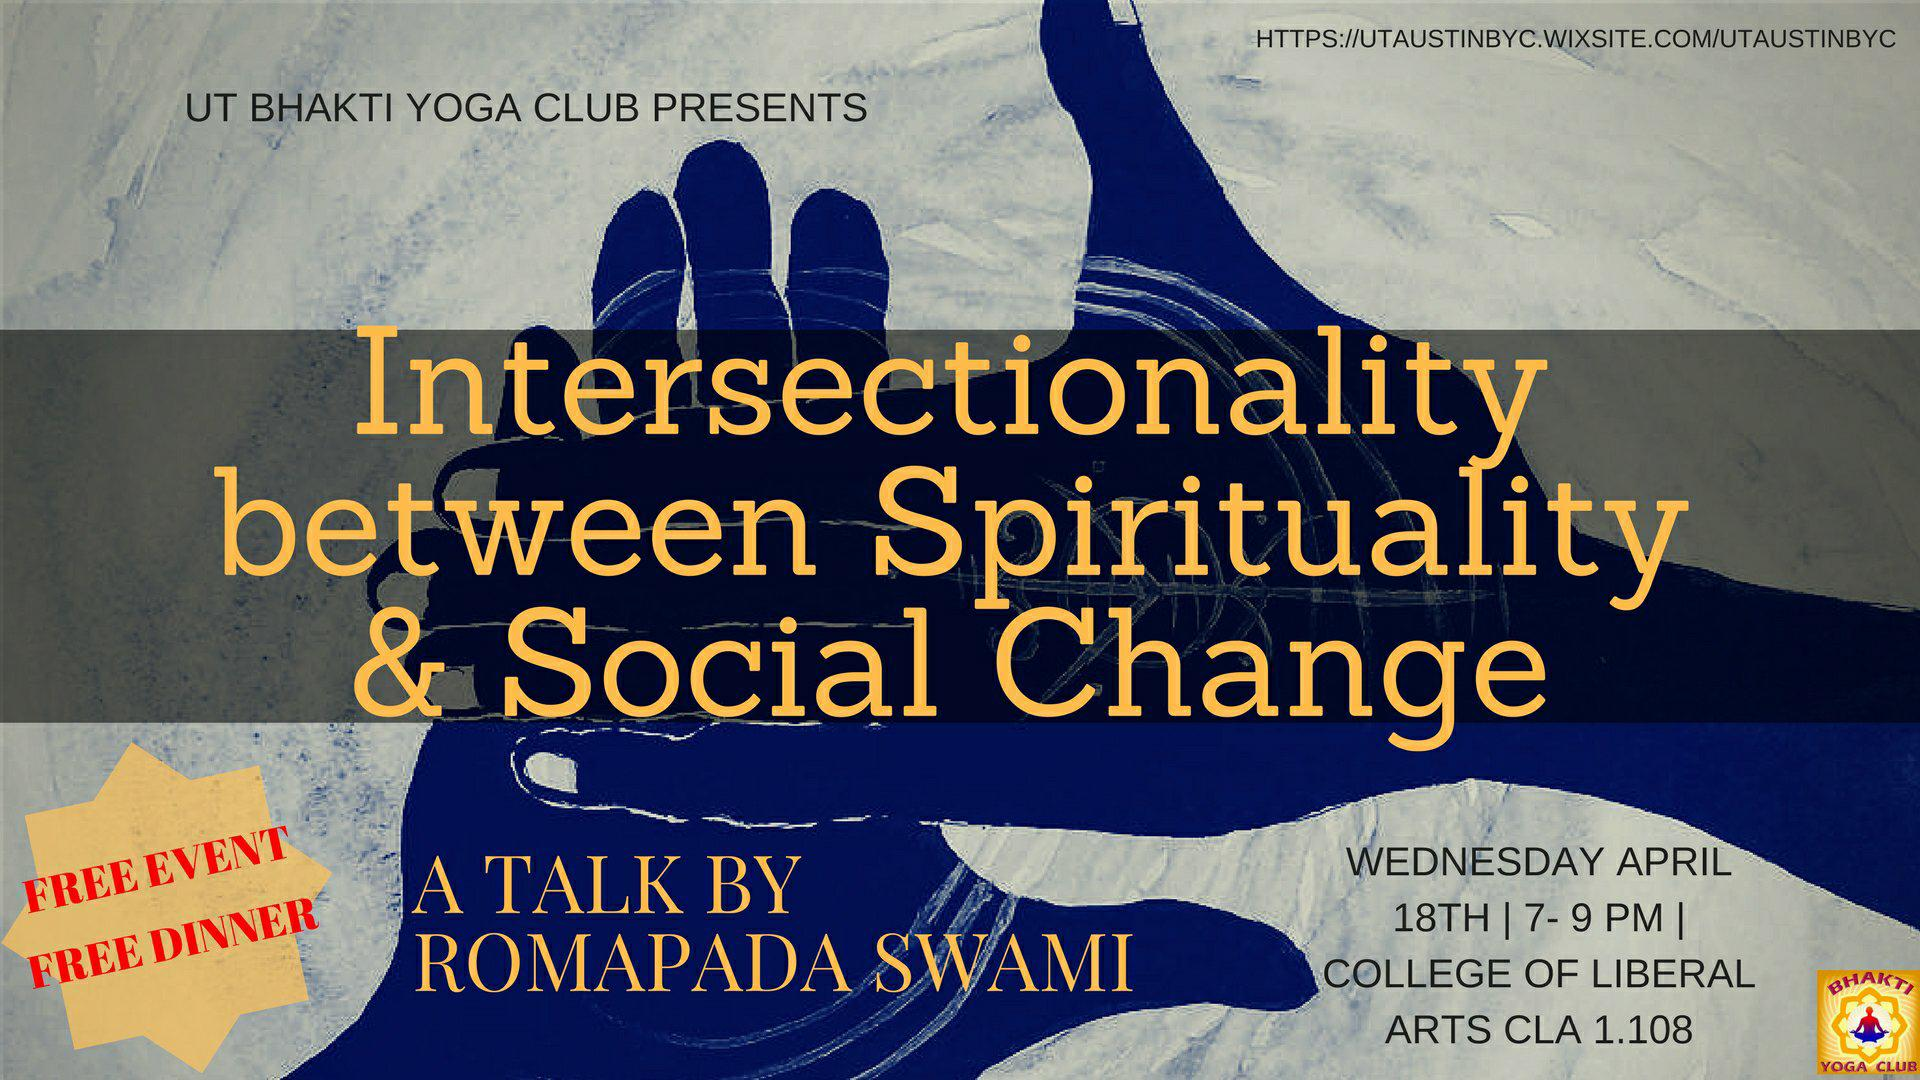 HTTPS://UTAUSTINBYC.WIXSITE.COM/UTAUSTINBYC
UT BHAKTI YOGA CLUB PRESENTS
Intersectionality
between Spirituality
& Social Change
FREE EVENT
FREE DINNER
A TALK BY
ROMAPADA SWAMI
WEDNESDAY APRIL
18TH | 7- 9 PM |
COLLEGE OF LIBERAL
ARTS CLA 1.108
BHAKTI
YOGA CLUB